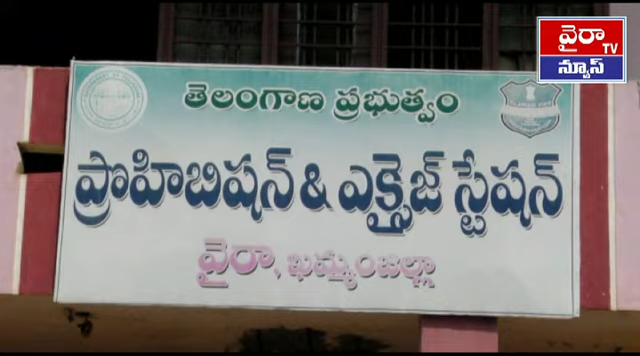 వైరా
TV
న్యూస్
తెలంగాణ ప్రభుత్వం
ప్రొహిబిషన్ & ఎక్సైజ్ స్టేషన్
వైరా, ఖమ్మంజిల్లా